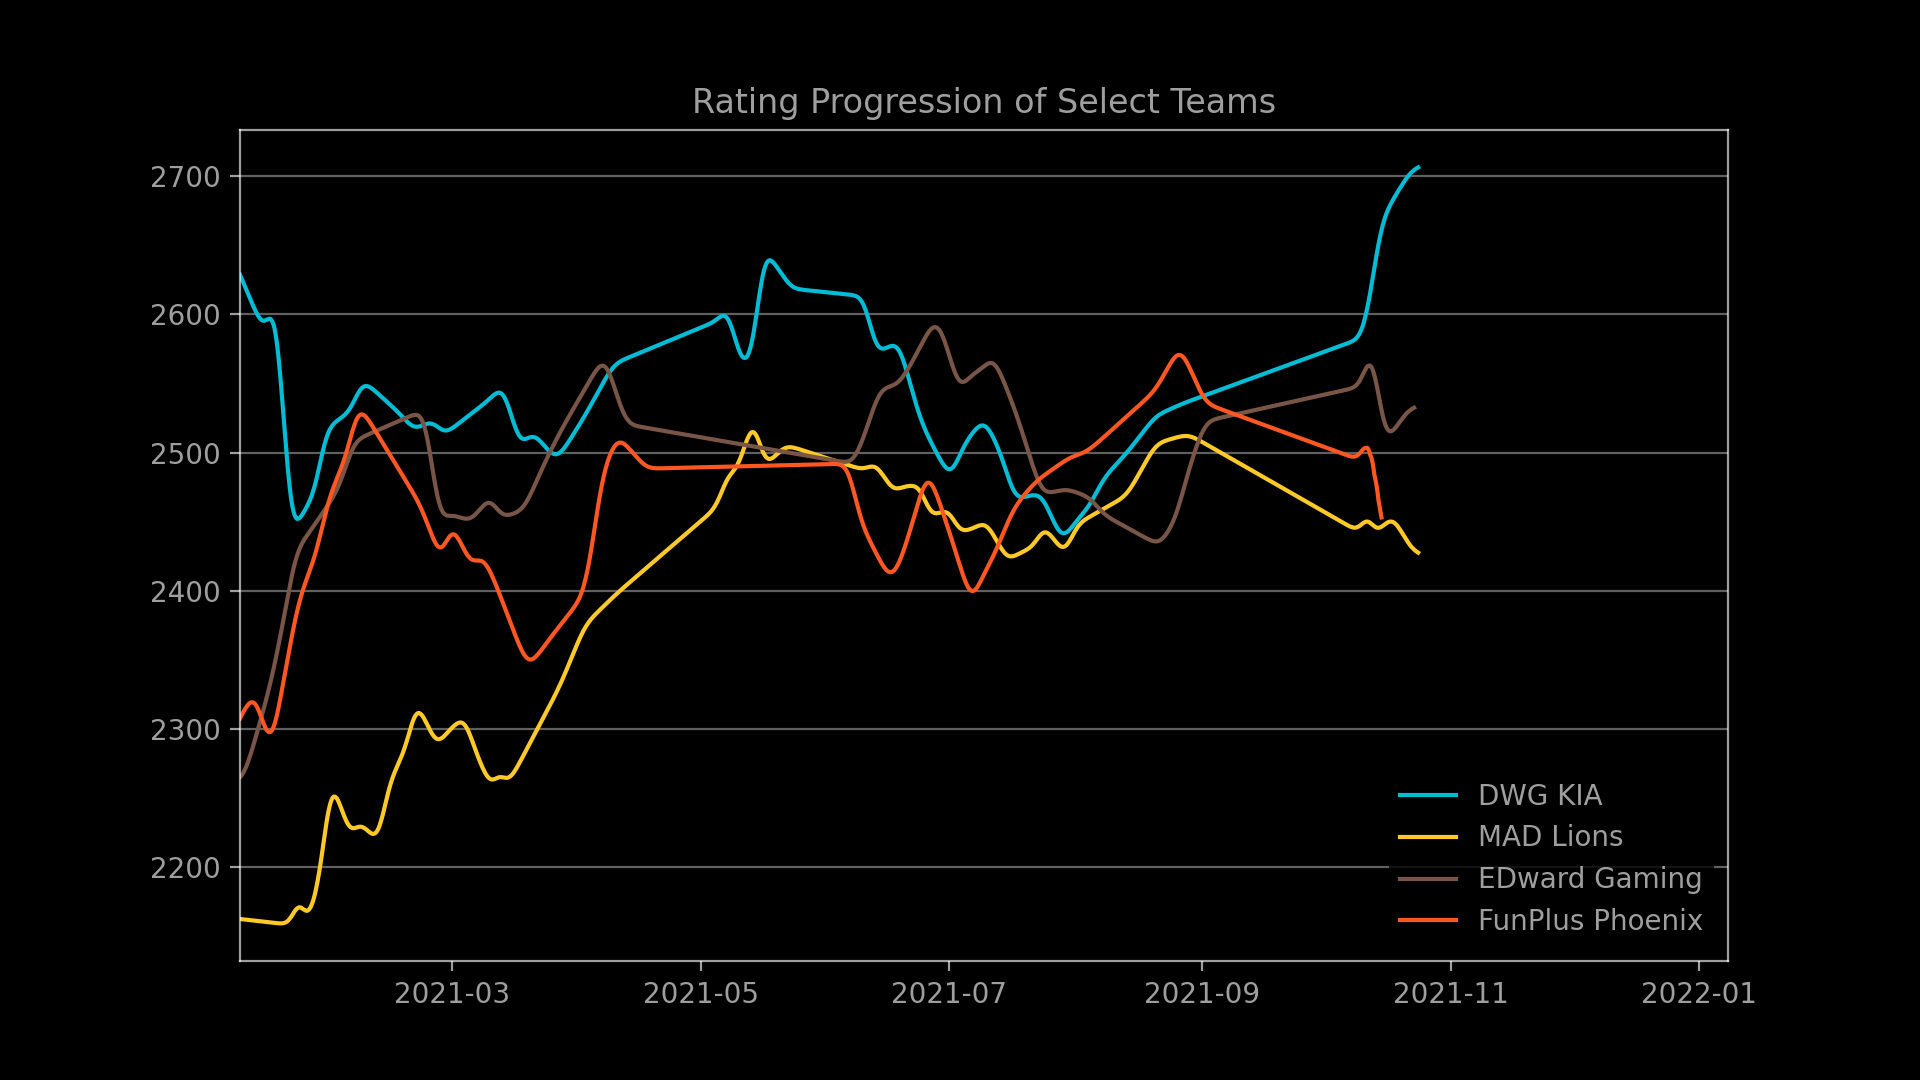 Rating Progression of Select Teams
2700
2600
2500
2400
2300
2200
2021-03
2021-05
2021-07
2021-09
2021-11
2022-01
DWG KIA
MAD Lions
EDward Gaming
FunPlus Phoenix